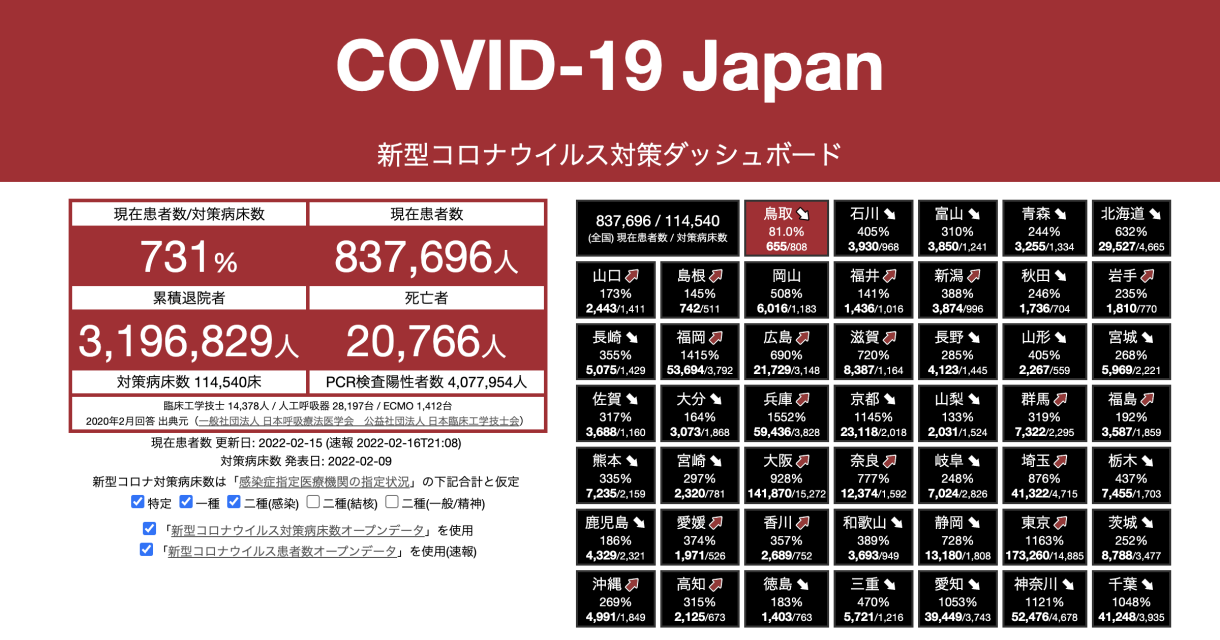 COVID-19 Japan
新型コロナウイルス対策ダッシュボード
現在患者数/対策病床数
現在患者数
731%
837,696人
累積退院者
死亡者
3,196,829人
20,766人
対策病床数 114,540床
PCR検査陽性者数 4,077,954人
臨床工学技士 14,378人 / 人工呼吸器 28,197台 / ECMO 1,412台
2020年2月回答 出典元（一般社団法人 日本呼吸療法医学会　公益社団法人 日本臨床工学技士会）
現在患者数 更新日: 2022-02-15 (速報 2022-02-16T21:08)
対策病床数 発表日: 2022-02-09
新型コロナ対策病床数は「感染症指定医療機関の指定状況」の下記合計と仮定
特定 一種 二種(感染) 二種(結核) 二種(一般/精神)
「新型コロナウイルス対策病床数オープンデータ」を使用
「新型コロナウイルス患者数オープンデータ」を使用(速報)
837,696 / 114,540
(全国) 現在患者数 / 対策病床数
鳥取
81.0%
655/808
石川
405%
3,930/968
富山
310%
3,850/1,241
青森
244%
3,255/1,334
北海道
632%
29,527/4,665
山口
173%
2,443/1,411
島根
145%
742/511
岡山
508%
6,016/1,183
福井
141%
1,436/1,016
新潟
388%
3,874/996
秋田
246%
1,736/704
岩手
235%
1,810/770
長崎
355%
5,075/1,429
福岡
1415%
53,694/3,792
広島
690%
21,729/3,148
滋賀
720%
8,387/1,164
長野
285%
4,123/1,445
山形
405%
2,267/559
宮城
268%
5,969/2,221
佐賀
317%
3,688/1,160
大分
164%
3,073/1,868
兵庫
1552%
59,436/3,828
京都
1145%
23,118/2,018
山梨
133%
2,031/1,524
群馬
319%
7,322/2,295
福島
192%
3,587/1,859
熊本
335%
7,235/2,159
宮崎
297%
2,320/781
大阪
928%
141,870/15,272
奈良
777%
12,374/1,592
岐阜
248%
7,024/2,826
埼玉
876%
41,322/4,715
栃木
437%
7,455/1,703
鹿児島
186%
4,329/2,321
愛媛
374%
1,971/526
香川
357%
2,689/752
和歌山
389%
3,693/949
静岡
728%
13,180/1,808
東京
1163%
173,260/14,885
茨城
252%
8,788/3,477
沖縄
269%
4,991/1,849
高知
315%
2,125/673
徳島
183%
1,403/763
三重
470%
5,721/1,216
愛知
1053%
39,449/3,743
神奈川
1121%
52,476/4,678
千葉
1048%
41,248/3,935